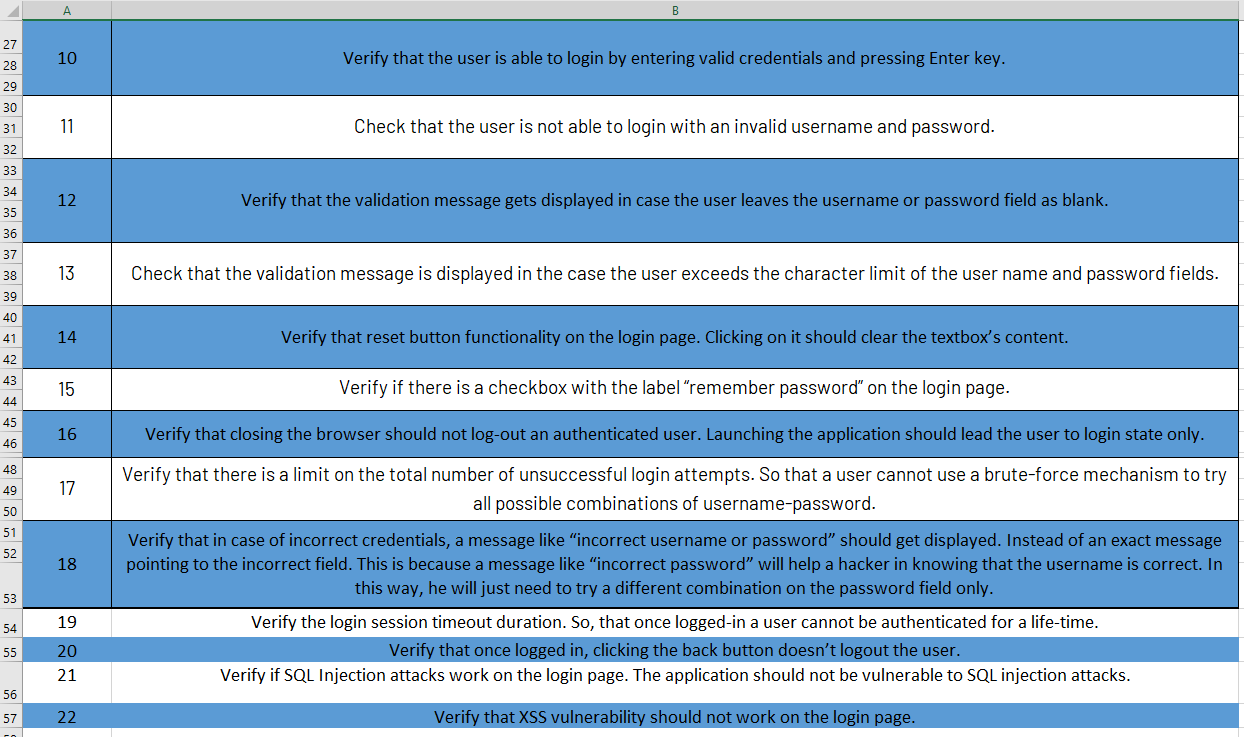 A B
27
28
29
10 Verify that the user is able to login by entering valid credentials and pressing Enter key.
30
31
32
11 Check that the user is not able to login with an invalid username and password.
33
34
35
36
12 Verify that the validation message gets displayed in case the user leaves the username or password field as blank.
37
38
39
13 Check that the validation message is displayed in the case the user exceeds the character limit of the user name and password fields.
40
41
42
14 Verify that reset button functionality on the login page. Clicking on it should clear the textbox’s content.
43
44
15 Verify if there is a checkbox with the label “remember password” on the login page.
45
46
16 Verify that closing the browser should not log-out an authenticated user. Launching the application should lead the user to login state only.
48
49
50
17 Verify that there is a limit on the total number of unsuccessful login attempts. So that a user cannot use a brute-force mechanism to try
all possible combinations of username-password.
51
52
53
18 Verify that in case of incorrect credentials, a message like “incorrect username or password” should get displayed. Instead of an exact message
pointing to the incorrect field. This is because a message like “incorrect password” will help a hacker in knowing that the username is correct. In
this way, he will just need to try a different combination on the password field only.
54 19 Verify the login session timeout duration. So, that once logged-in a user cannot be authenticated for a life-time.
55 20 Verify that once logged in, clicking the back button doesn’t logout the user.
56 21 Verify if SQL Injection attacks work on the login page. The application should not be vulnerable to SQL injection attacks.
57 22 Verify that XSS vulnerability should not work on the login page.